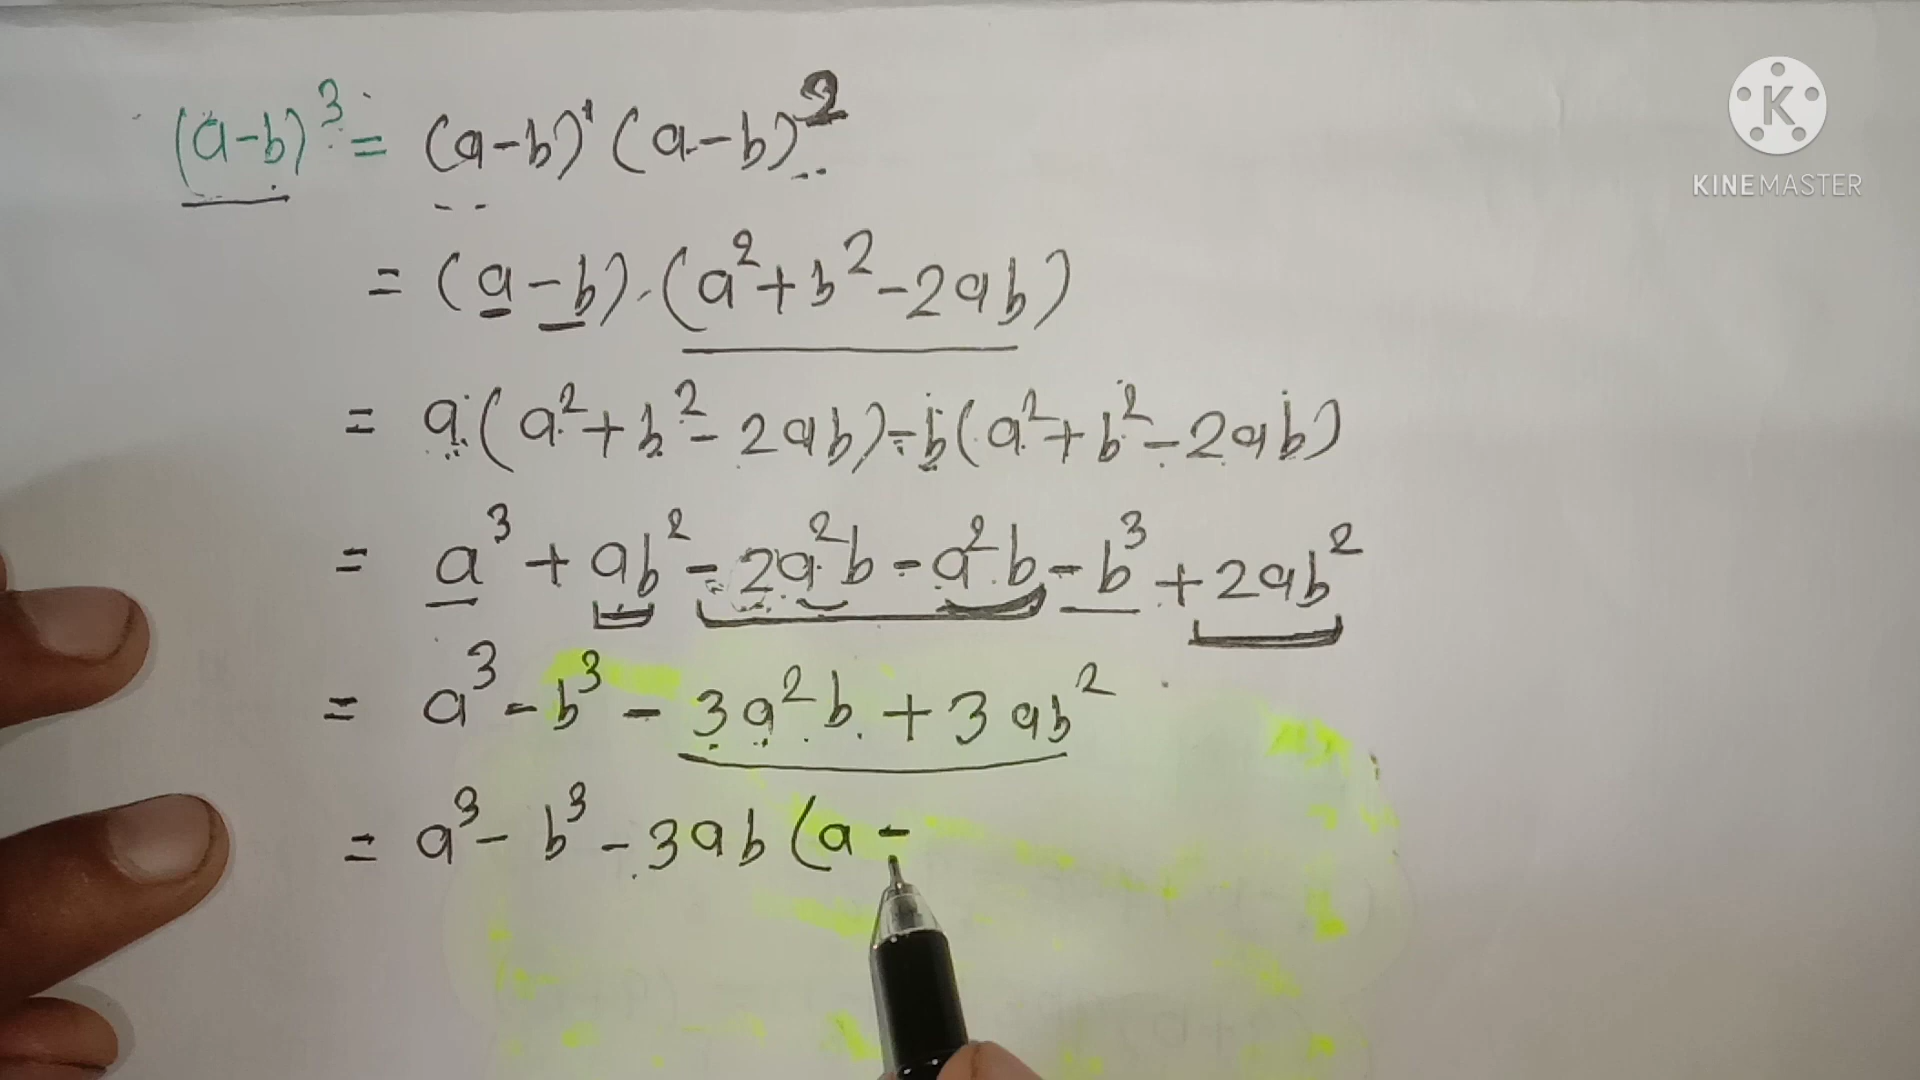 (a-b)³ = (a-b)¹ (a-b)²
= (a-b).(a²+b²-2ab)
= a(a²+b²-2ab)-b(a²+b²-2ab)
= a³ + ab² - 2a²b - a²b - b³ + 2ab²
= a³ - b³ - 3a²b + 3ab²
= a³ - b³ - 3ab (a -
K
KINEMASTER